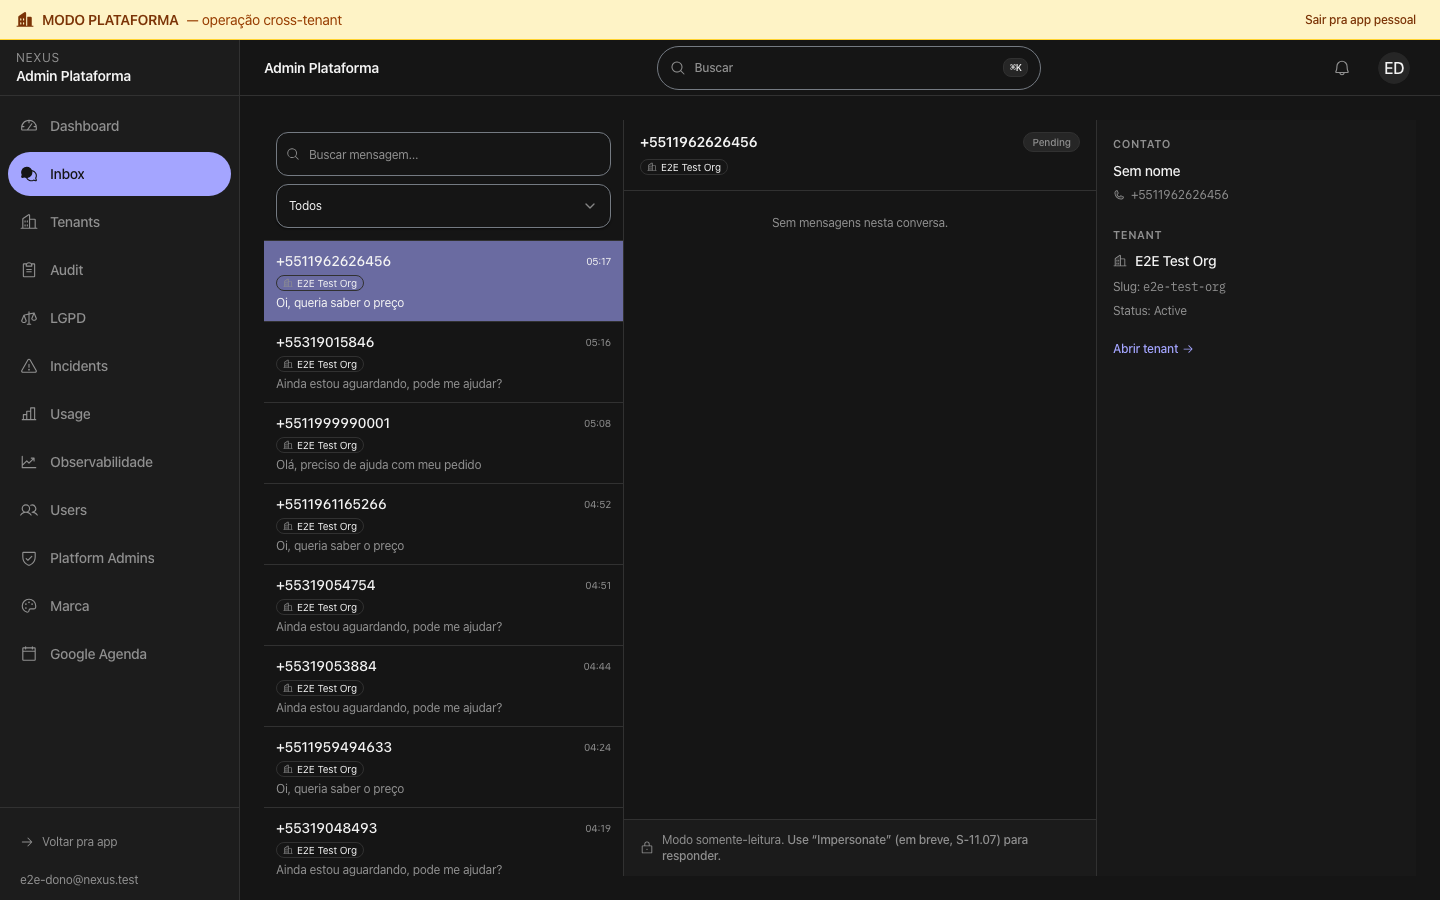 MODO PLATAFORMA — operação cross-tenant
Sair pra app pessoal
NEXUS
Admin Plataforma
Admin Plataforma
Buscar
⌘K
ED
Dashboard
Inbox
Tenants
Audit
LGPD
Incidents
Usage
Observabilidade
Users
Platform Admins
Marca
Google Agenda
Voltar pra app
e2e-dono@nexus.test
Buscar mensagem...
Todos
+5511962626456 05:17
E2E Test Org
Oi, queria saber o preço
+55319015846 05:16
E2E Test Org
Ainda estou aguardando, pode me ajudar?
+5511999990001 05:08
E2E Test Org
Olá, preciso de ajuda com meu pedido
+5511961165266 04:52
E2E Test Org
Oi, queria saber o preço
+55319054754 04:51
E2E Test Org
Ainda estou aguardando, pode me ajudar?
+55319053884 04:44
E2E Test Org
Ainda estou aguardando, pode me ajudar?
+5511959494633 04:24
E2E Test Org
Oi, queria saber o preço
+55319048493 04:19
E2E Test Org
Ainda estou aguardando, pode me ajudar?
+5511962626456
Pending
E2E Test Org
Sem mensagens nesta conversa.
Modo somente-leitura. Use “Impersonate” (em breve, S-11.07) para
responder.
CONTATO
Sem nome
+5511962626456
TENANT
E2E Test Org
Slug: e2e-test-org
Status: Active
Abrir tenant →